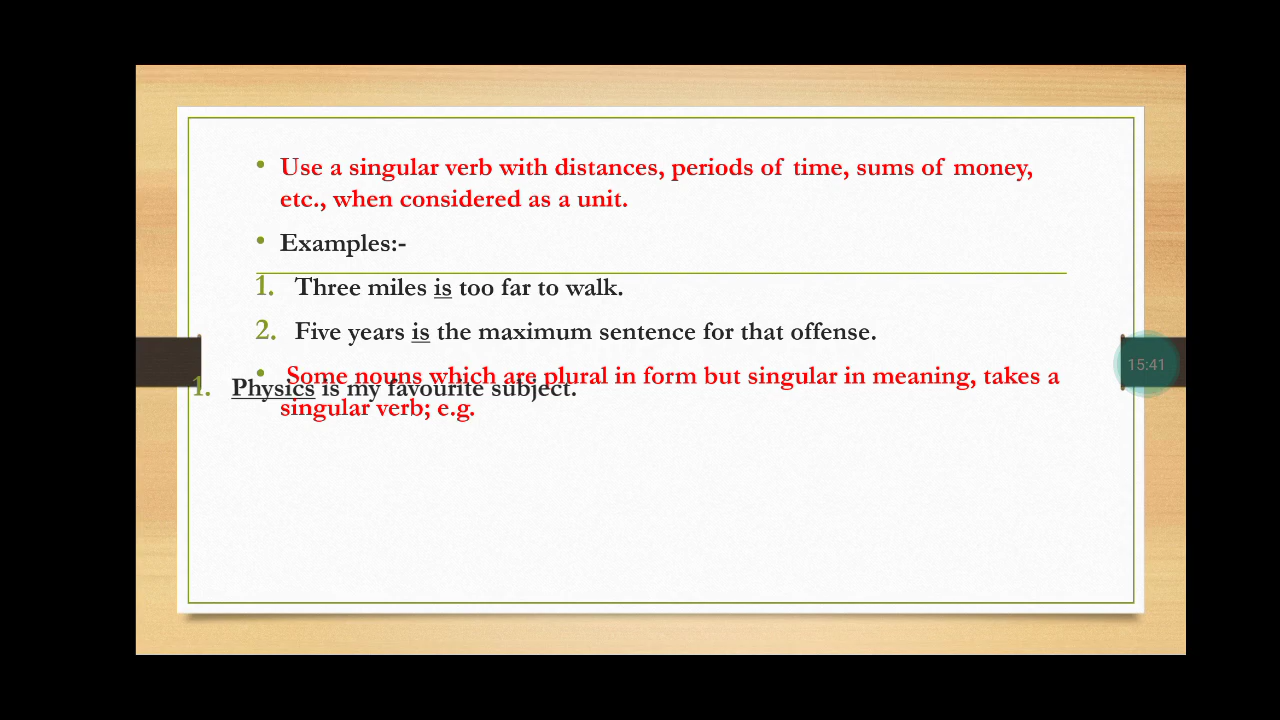 • Use a singular verb with distances, periods of time, sums of money,
etc., when considered as a unit.
• Examples:-
1. Three miles is too far to walk.
2. Five years is the maximum sentence for that offense.
• Some nouns which are plural in form but singular in meaning, takes a
singular verb; e.g.
1. Physics is my favourite subject.
15:41